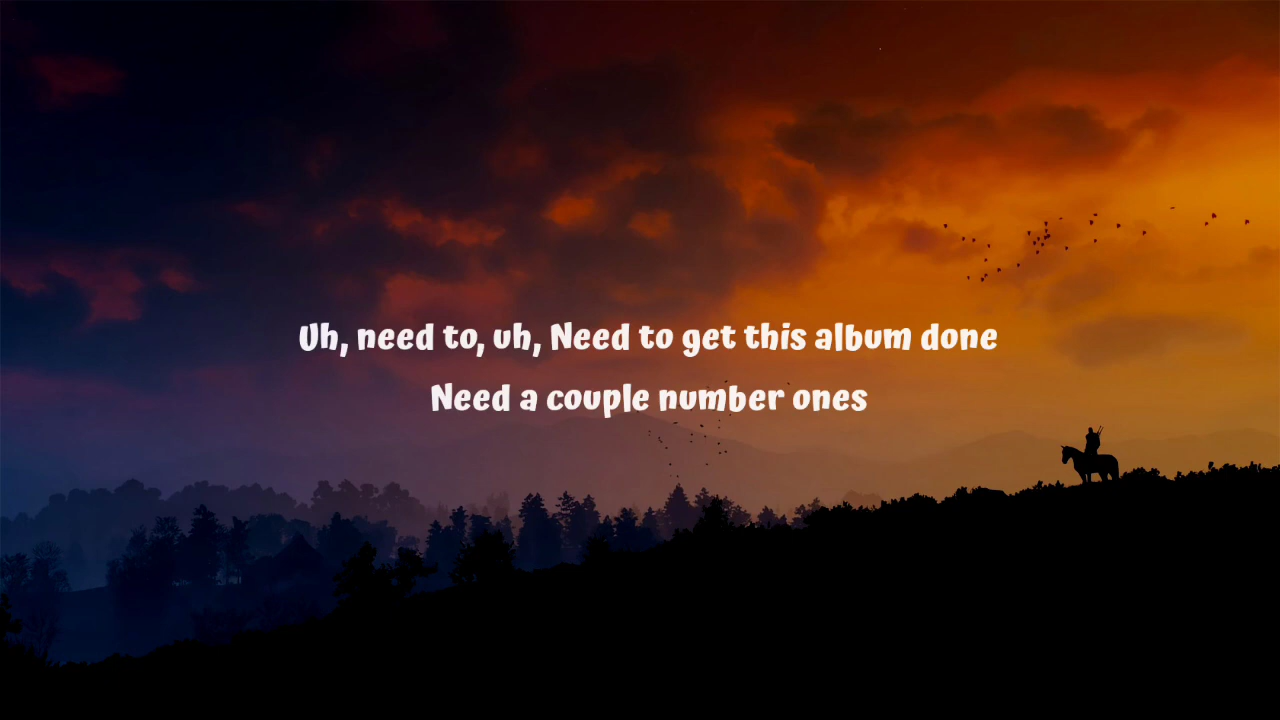 Uh, need to, uh, Need to get this album done
Need a couple number ones